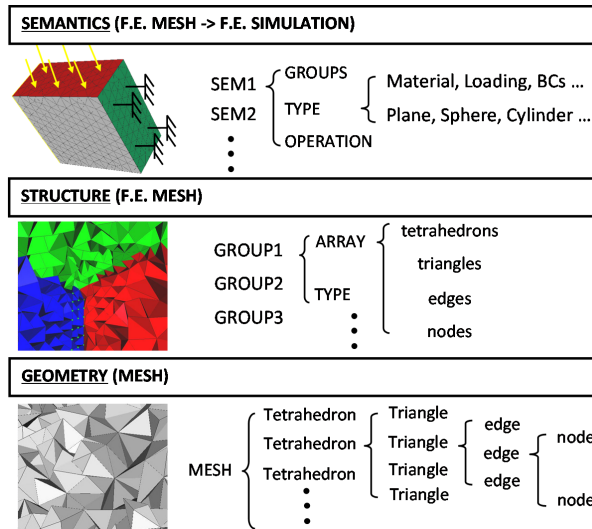 SEMANTICS (F.E. MESH -> F.E. SIMULATION)
SEM1
SEM2
GROUPS
TYPE
OPERATION
Material, Loading, BCs ...
Plane, Sphere, Cylinder ...
STRUCTURE (F.E. MESH)
GROUP1
GROUP2
GROUP3
ARRAY
TYPE
tetrahedrons
triangles
edges
nodes
GEOMETRY (MESH)
MESH
Tetrahedron
Tetrahedron
Tetrahedron
Triangle
Triangle
Triangle
Triangle
edge
edge
edge
node
node